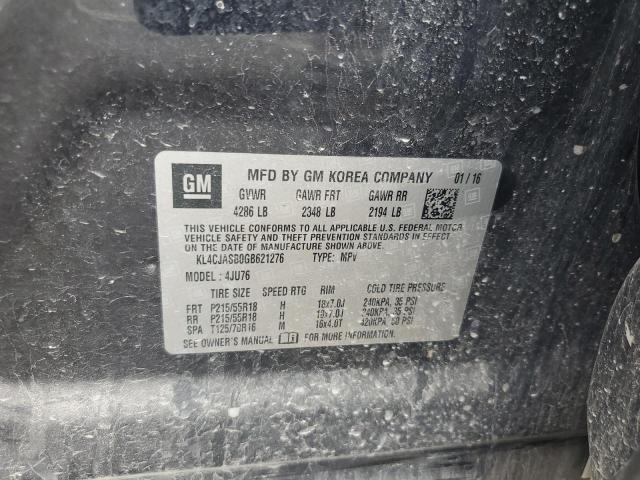 GM MFD BY GM KOREA COMPANY 01 / 16
GVWR GAWR FRT GAWR RR
4286 LB 2348 LB 2194 LB
THIS VEHICLE CONFORMS TO ALL APPLICABLE U.S. FEDERAL MOTOR
VEHICLE SAFETY AND THEFT PREVENTION STANDARDS IN EFFECT
ON THE DATE OF MANUFACTURE SHOWN ABOVE.
KL4CJASB0GB621276 TYPE: MPV
MODEL : 4JU76
TIRE SIZE SPEED RTG RIM COLD TIRE PRESSURE
FRT P215/55R18 H 18x7.0J 240KPA, 35 PSI
RR P215/55R18 H 18x7.0J 240KPA, 35 PSI
SPA T125/70R16 M 16x4.0T 420KPA, 60 PSI
SEE OWNER'S MANUAL FOR MORE INFORMATION.